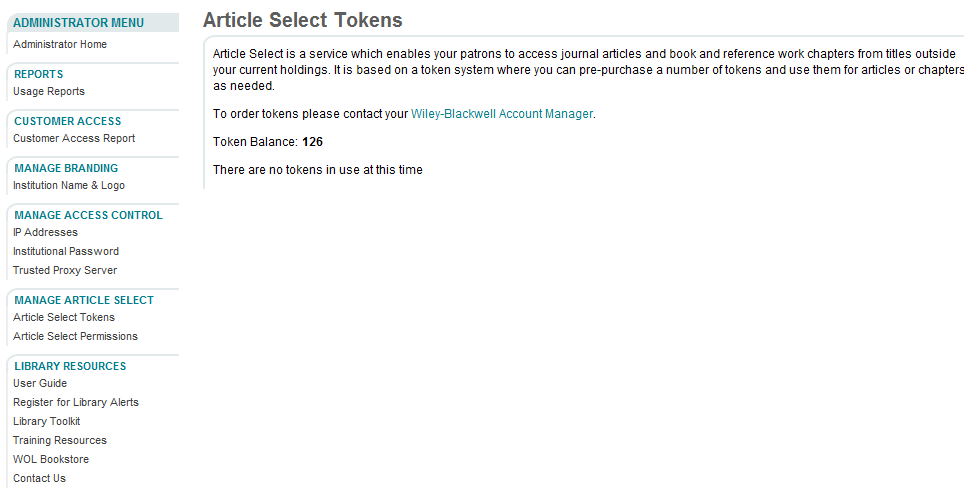 ADMINISTRATOR MENU
Administrator Home
REPORTS
Usage Reports
CUSTOMER ACCESS
Customer Access Report
MANAGE BRANDING
Institution Name & Logo
MANAGE ACCESS CONTROL
IP Addresses
Institutional Password
Trusted Proxy Server
MANAGE ARTICLE SELECT
Article Select Tokens
Article Select Permissions
LIBRARY RESOURCES
User Guide
Register for Library Alerts
Library Toolkit
Training Resources
WOL Bookstore
Contact Us
Article Select Tokens
Article Select is a service which enables your patrons to access journal articles and book and reference work chapters from titles outside
your current holdings. It is based on a token system where you can pre-purchase a number of tokens and use them for articles or chapters
as needed.
To order tokens please contact your Wiley-Blackwell Account Manager.
Token Balance: 126
There are no tokens in use at this time